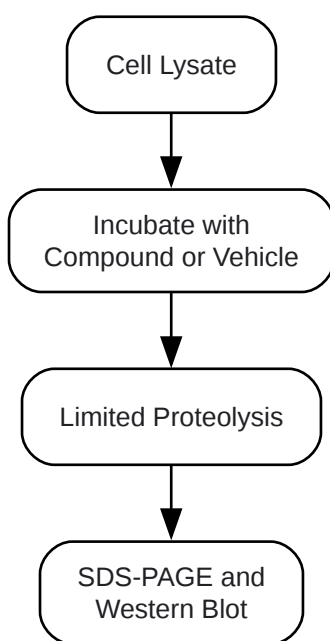 Cell Lysate
Incubate with
Compound or Vehicle
Limited Proteolysis
SDS-PAGE and
Western Blot